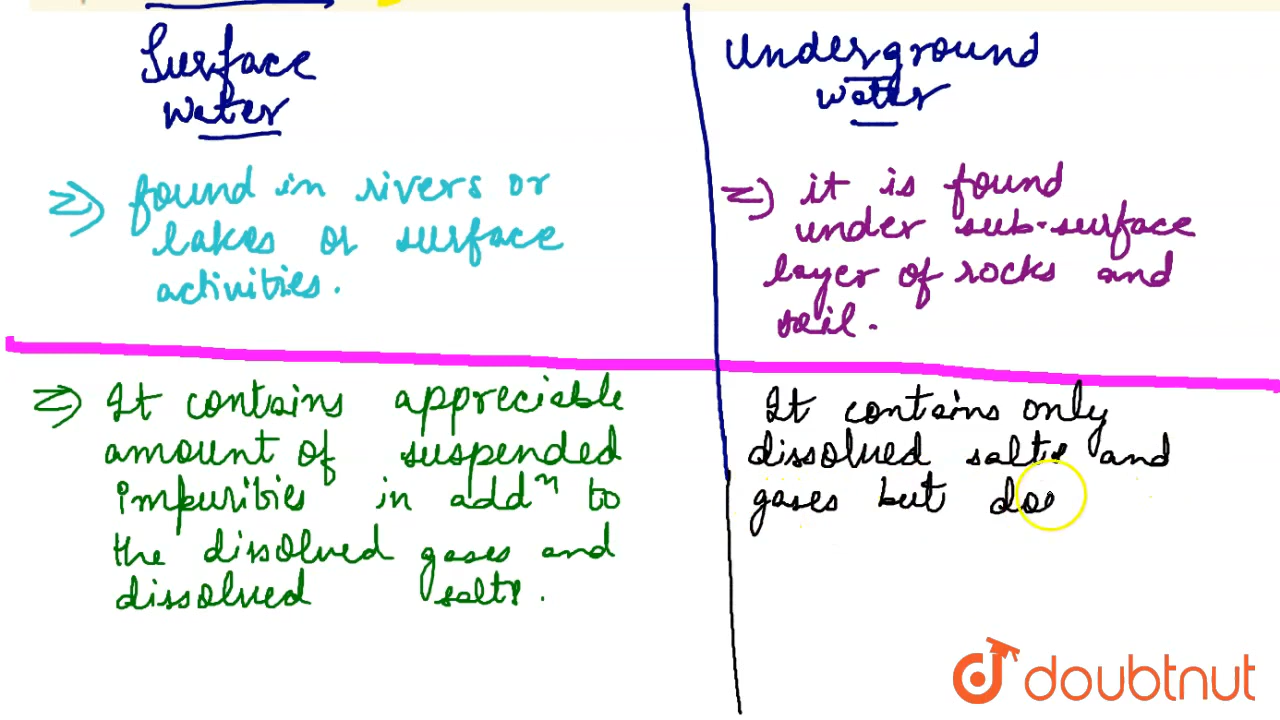 Surface
Water
=) found in rivers or
lakes or surface
activities.
Underground
water
=) it is found
under sub-surface
layer of rocks and
soil.
=) It contains appreciable
amount of suspended
impurities in addⁿ to
the dissolved gases and
dissolved salts.
It contains only
dissolved salts and
gases but doe
doubtnut